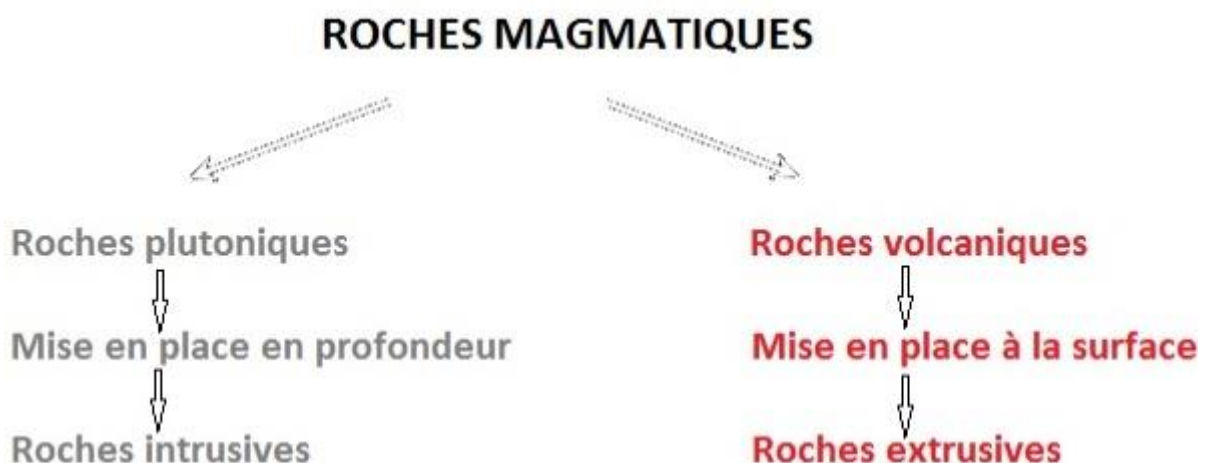 ROCHES MAGMATIQUES
Roches plutoniques
Mise en place en profondeur
Roches intrusives
Roches volcaniques
Mise en place à la surface
Roches extrusives